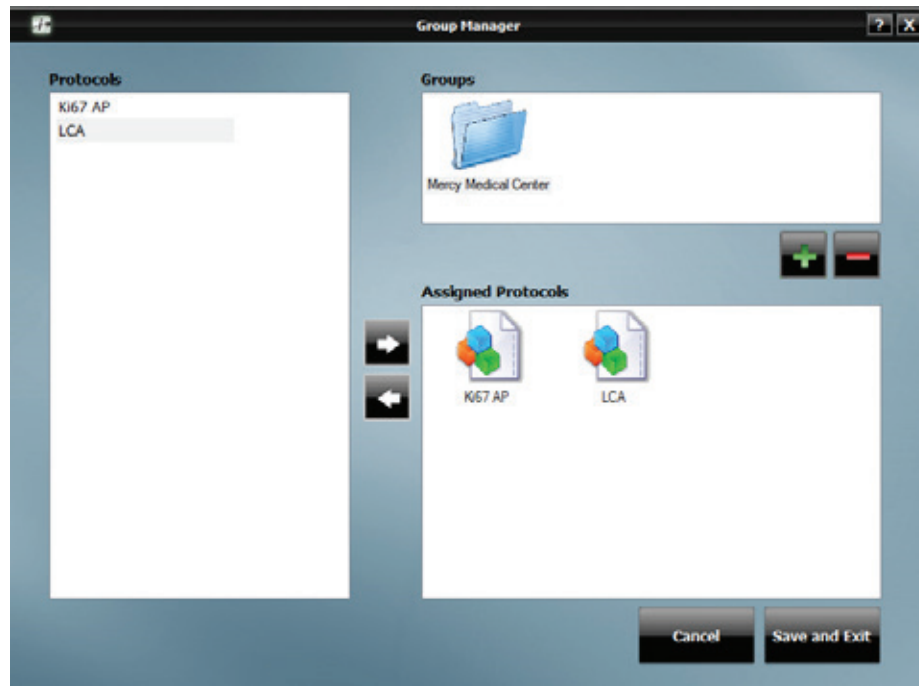 Group Manager
? X
Protocols
Ki67 AP
LCA
Groups
Mercy Medical Center
Assigned Protocols
Ki67 AP
LCA
Cancel
Save and Exit